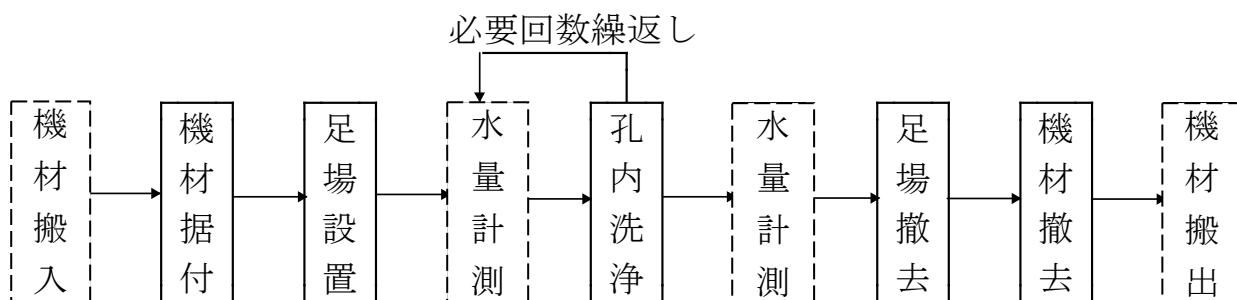 必要回数繰返し
機材搬入
機材据付
足場設置
水量計測
孔内洗浄
水量計測
足場撤去
機材撤去
機材搬出